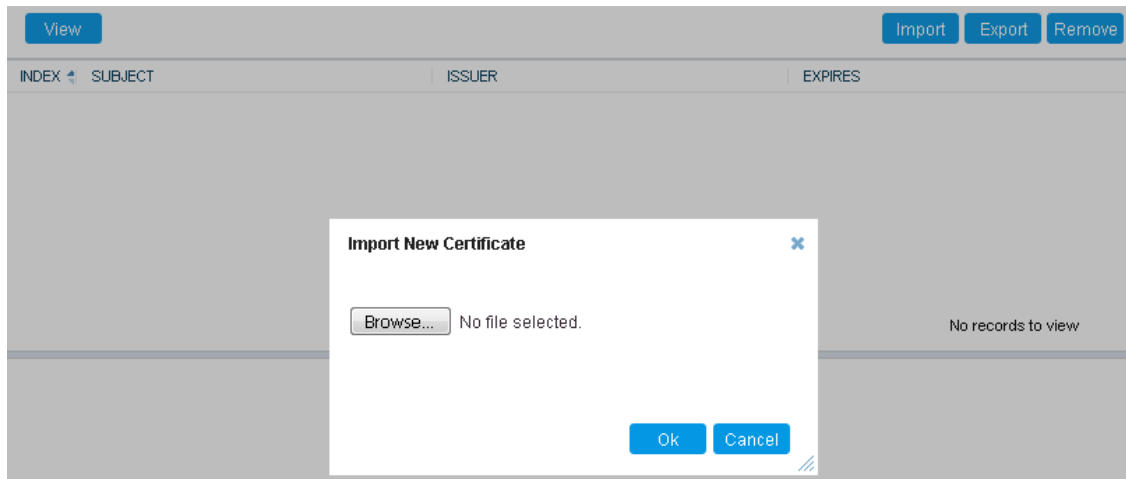 View Import Export Remove
INDEX SUBJECT ISSUER EXPIRES
Import New Certificate
Browse... No file selected.
No records to view
Ok Cancel